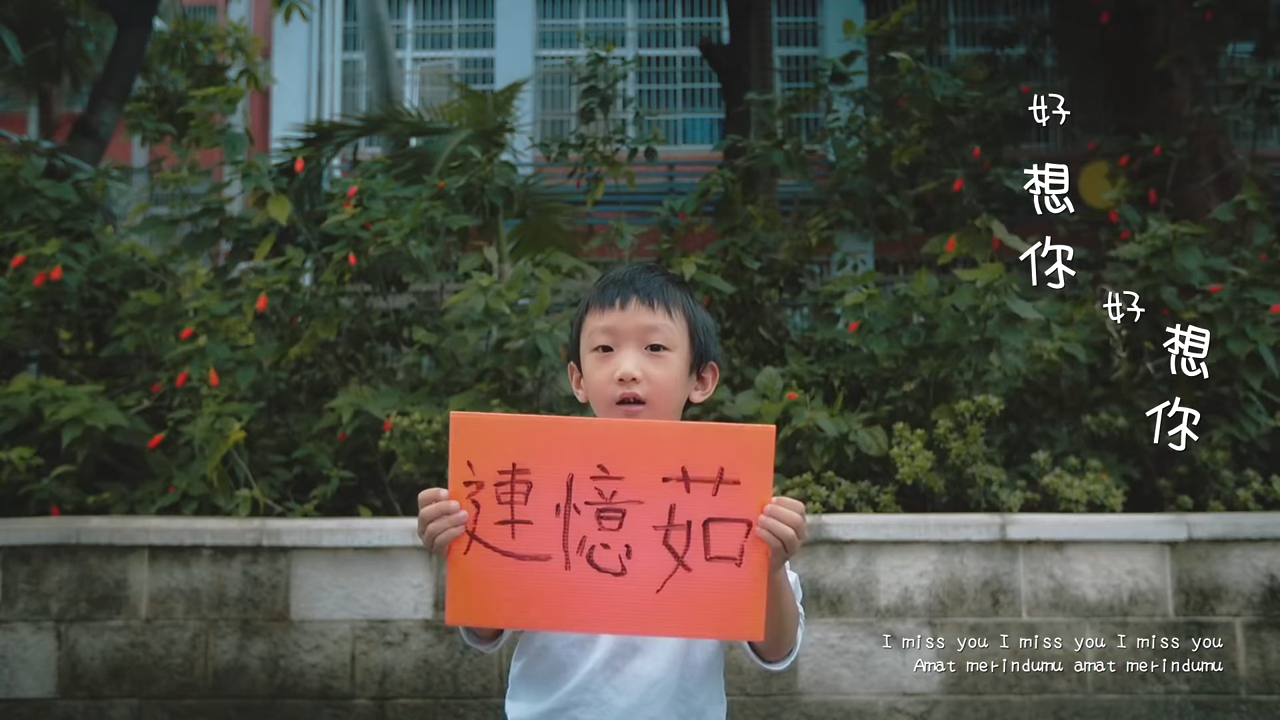 好想你
好想你
連憶茹
I miss you I miss you I miss you
Amat merindumu amat merindumu